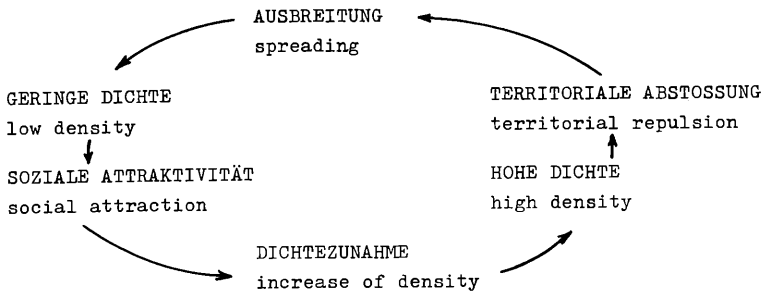 AUSBREITUNG
spreading
GERINGE DICHTE
low density
SOZIALE ATTRAKTIVITÄT
social attraction
DICHTEZUNAHME
increase of density
HOHE DICHTE
high density
TERRITORIALE ABSTOSSUNG
territorial repulsion